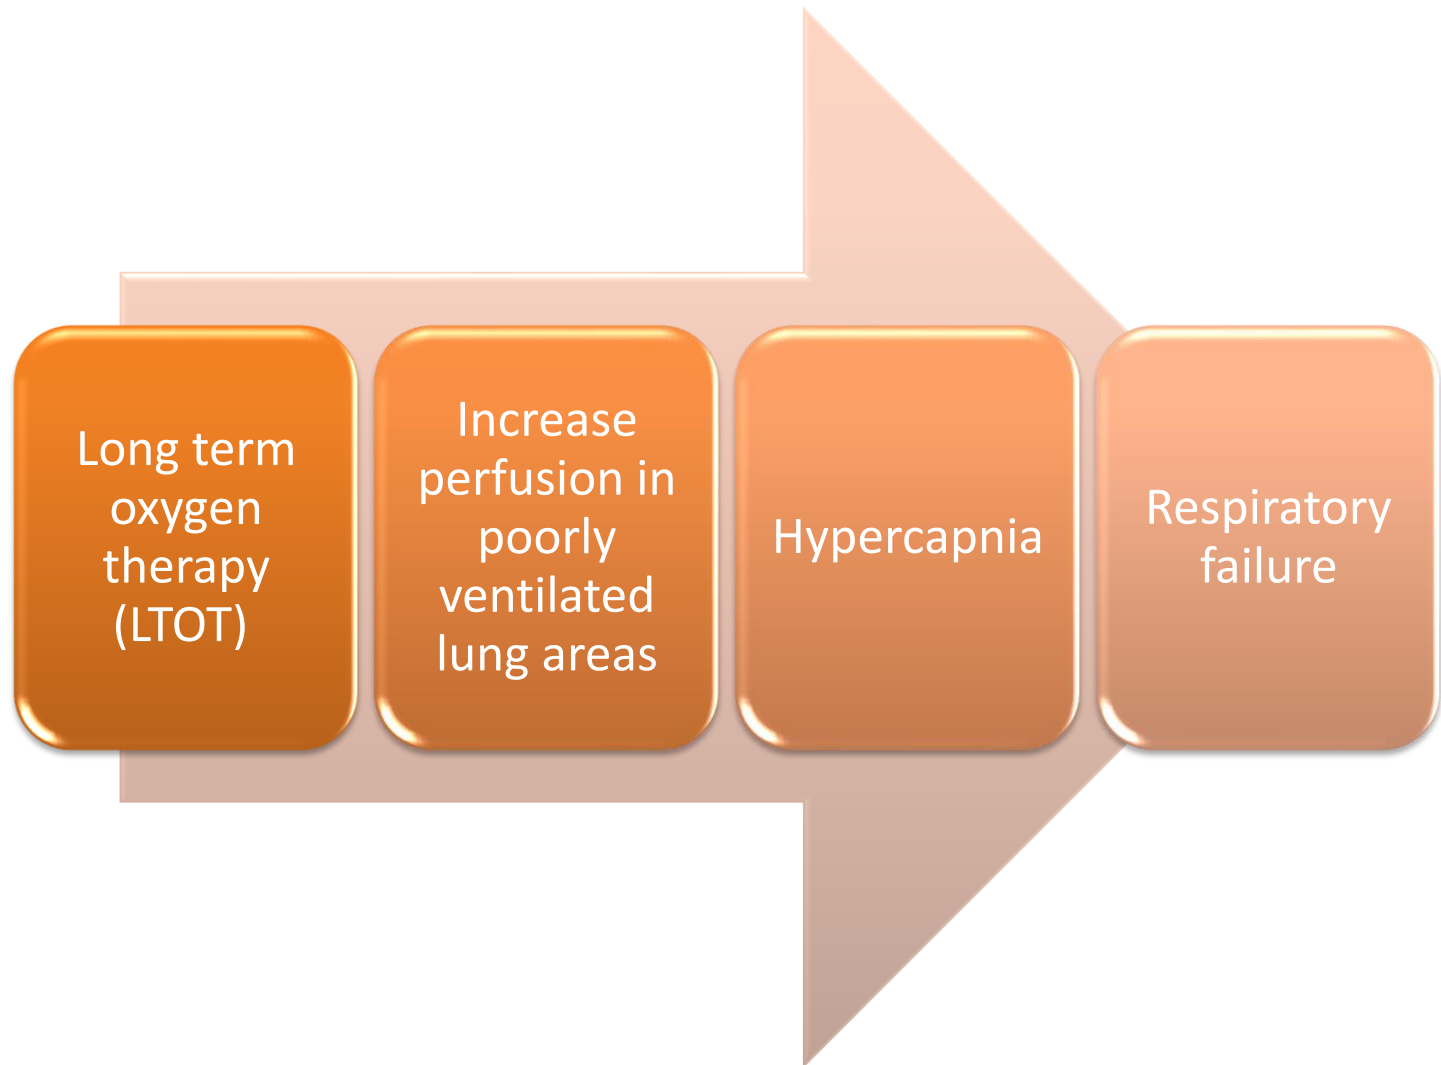 Long term
oxygen
therapy
(LTOT)
Increase
perfusion in
poorly
ventilated
lung areas
Hypercapnia
Respiratory
failure